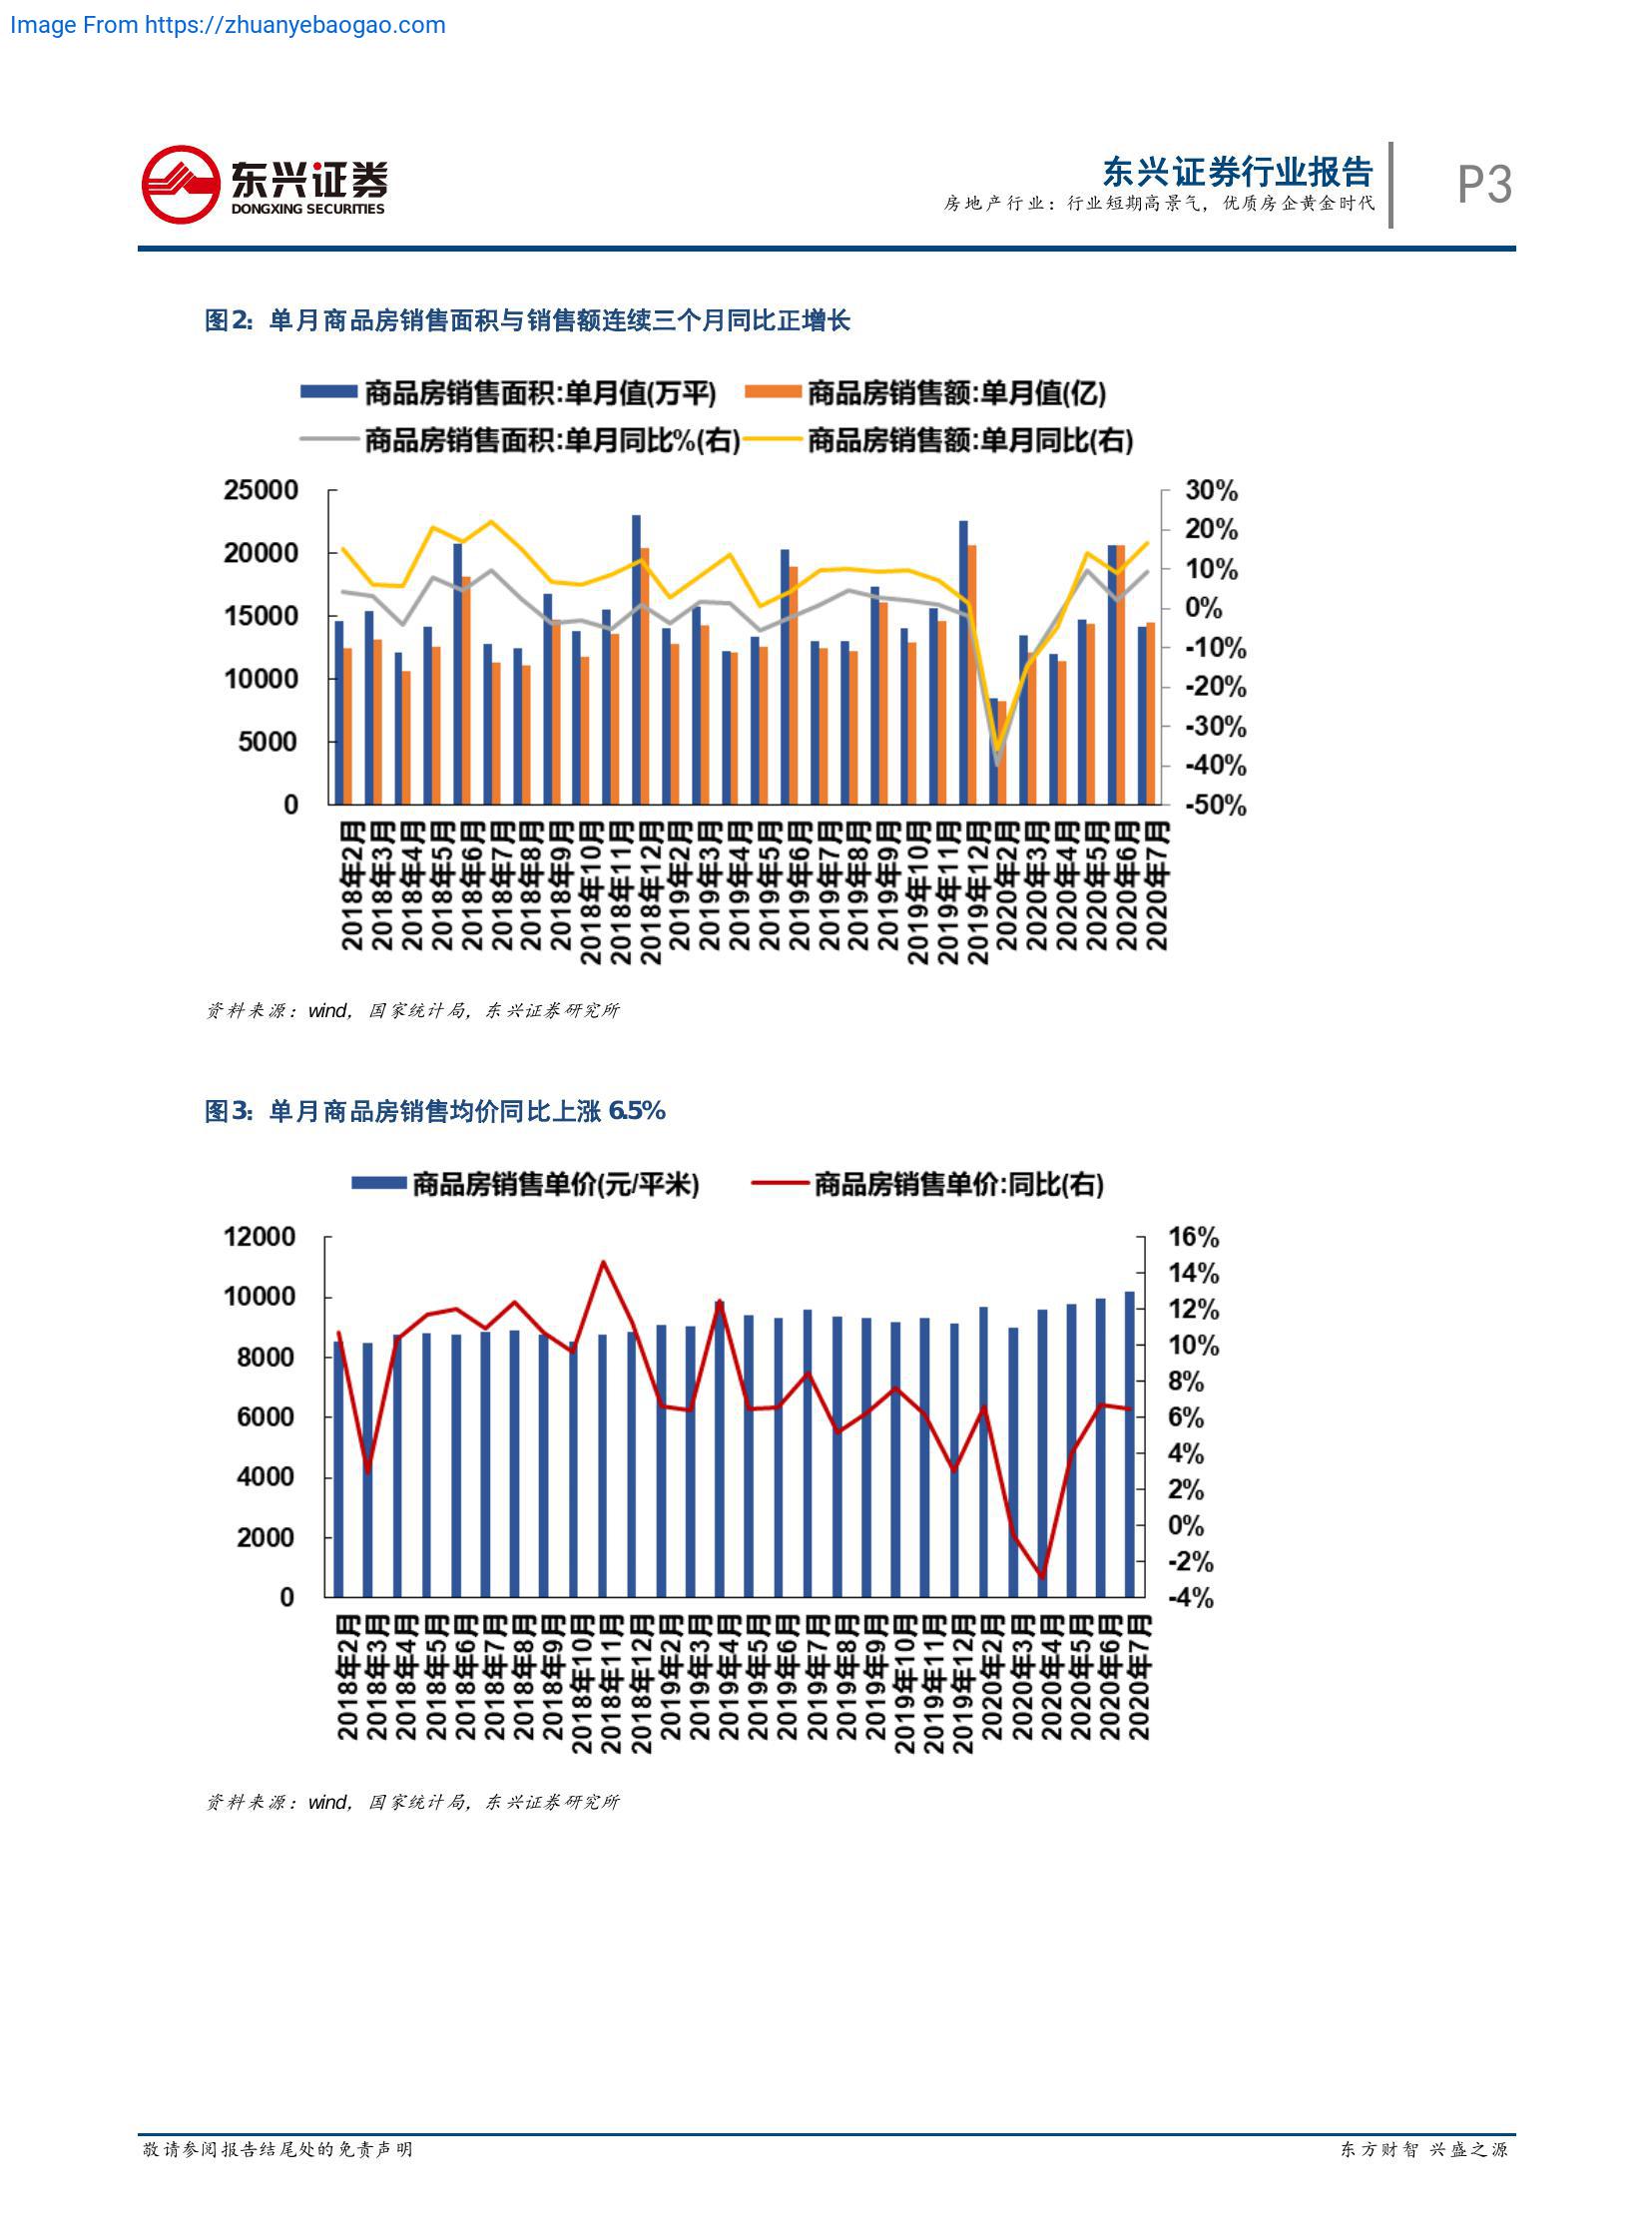 Image From https://zhuanyebaogao.com
东兴证券
DONGXING SECURITIES
东兴证券行业报告
房地产行业：行业短期高景气，优质房企黄金时代
P3
图2：单月商品房销售面积与销售额连续三个月同比正增长
商品房销售面积:单月值(万平) 商品房销售额:单月值(亿)
商品房销售面积:单月同比%(右) 商品房销售额:单月同比(右)
25000 30%
20% 
20000 10%
15000 0%
-10%
10000 -20%
-30%
5000 -40%
0 -50%
2018年2月 2018年3月 2018年4月 2018年5月 2018年6月 2018年7月 2018年8月 2018年9月 2018年10月 2018年11月 2018年12月 2019年2月 2019年3月 2019年4月 2019年5月 2019年6月 2019年7月 2019年8月 2019年9月 2019年10月 2019年11月 2019年12月 2020年2月 2020年3月 2020年4月 2020年5月 2020年6月 2020年7月
资料来源：wind，国家统计局，东兴证券研究所
图3：单月商品房销售均价同比上涨 6.5%
商品房销售单价(元/平米) 商品房销售单价:同比(右)
12000 16%
14%
10000 12%
10%
8000 8%
6000 6%
4000 4%
2%
2000 0%
-2%
0 -4%
2018年2月 2018年3月 2018年4月 2018年5月 2018年6月 2018年7月 2018年8月 2018年9月 2018年10月 2018年11月 2018年12月 2019年2月 2019年3月 2019年4月 2019年5月 2019年6月 2019年7月 2019年8月 2019年9月 2019年10月 2019年11月 2019年12月 2020年2月 2020年3月 2020年4月 2020年5月 2020年6月 2020年7月
资料来源：wind，国家统计局，东兴证券研究所
敬请参阅报告结尾处的免责声明
东方财智 兴盛之源